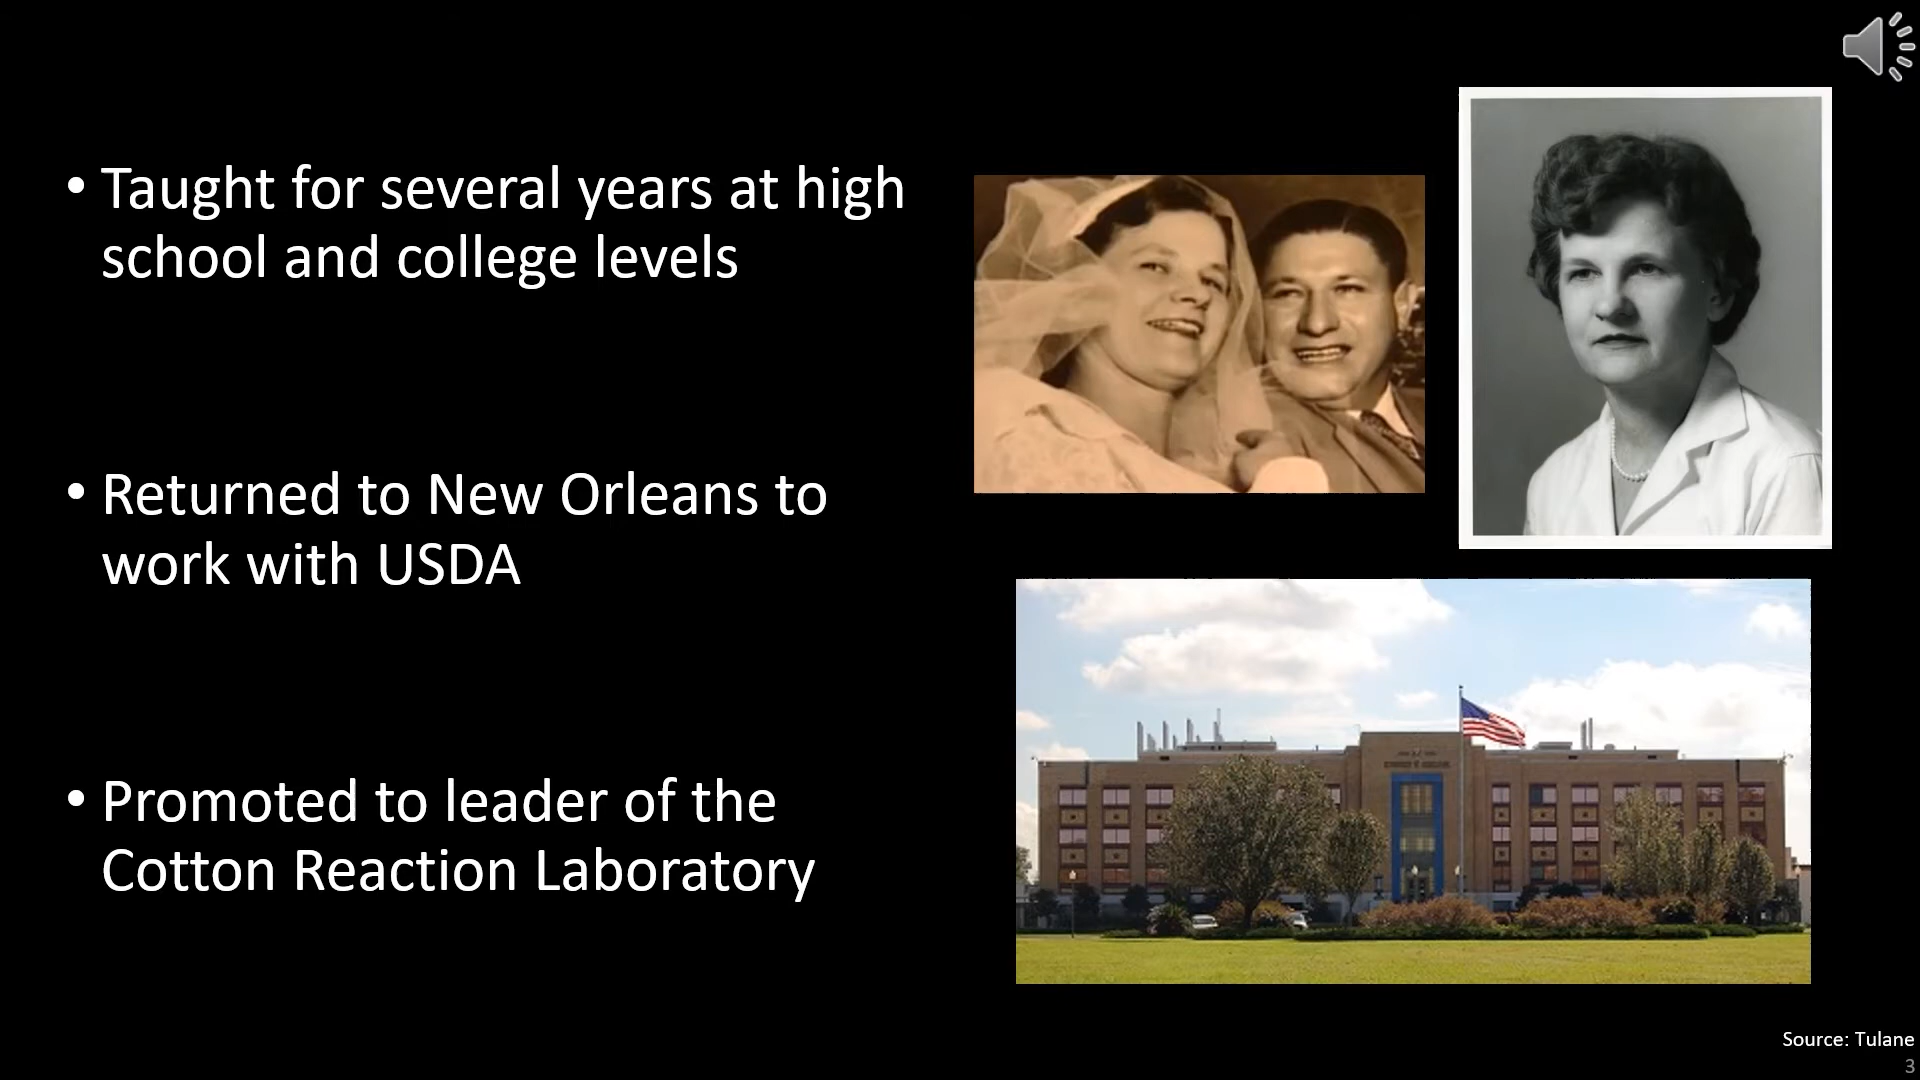 • Taught for several years at high
school and college levels
• Returned to New Orleans to
work with USDA
• Promoted to leader of the
Cotton Reaction Laboratory
Source: Tulane
3